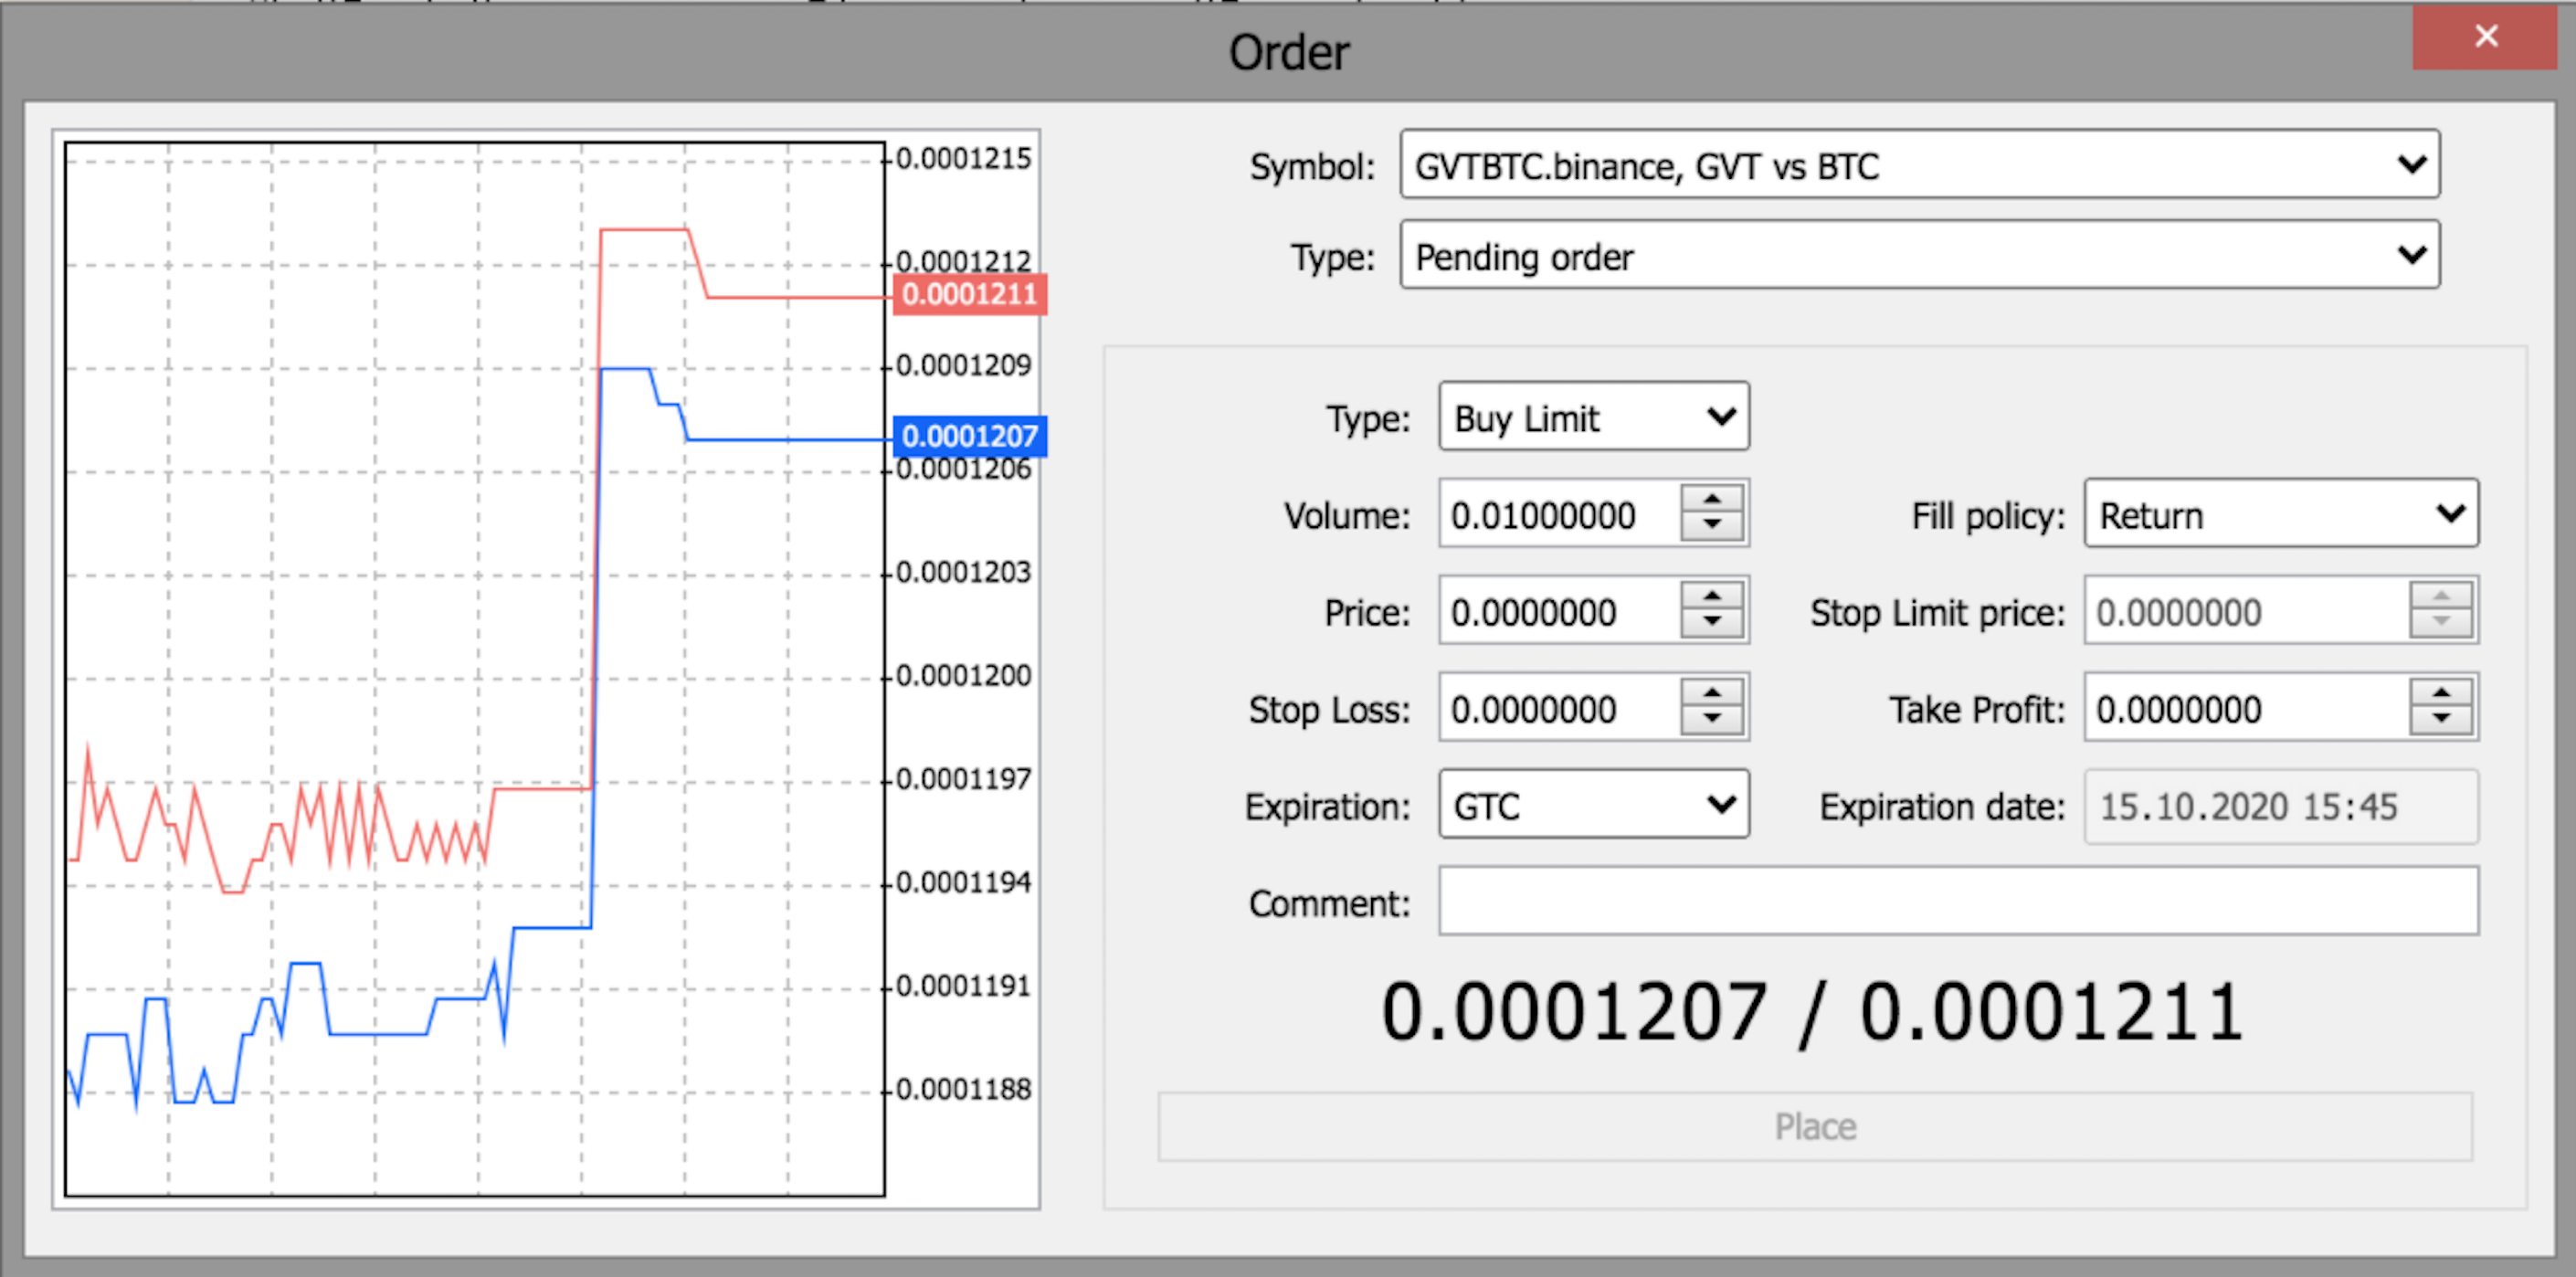 Order
×
0.0001215
0.0001212
0.0001211
0.0001209
0.0001207
0.0001206
0.0001203
0.0001200
0.0001197
0.0001194
0.0001191
0.0001188
Symbol: GVTBTC.binance, GVT vs BTC
Type: Pending order
Type: Buy Limit
Volume: 0.01000000 Fill policy: Return
Price: 0.0000000 Stop Limit price: 0.0000000
Stop Loss: 0.0000000 Take Profit: 0.0000000
Expiration: GTC Expiration date: 15.10.2020 15:45
Comment:
0.0001207 / 0.0001211
Place